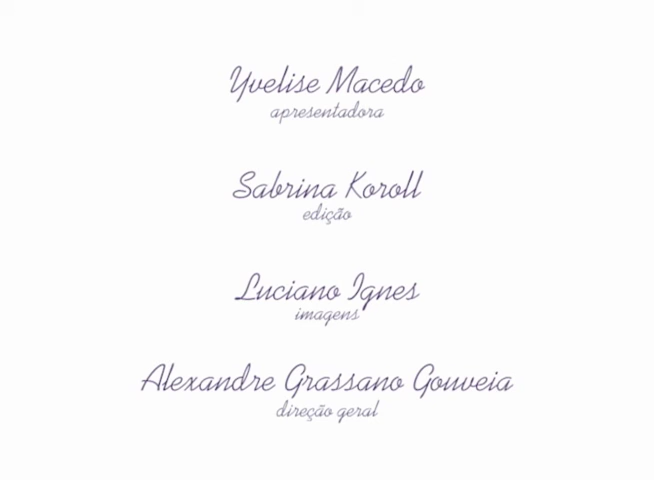 Yvelise Macedo
apresentadora
Sabrina Koroll
edição
Luciano Ignes
imagens
Alexandre Grassano Gouveia
direção geral